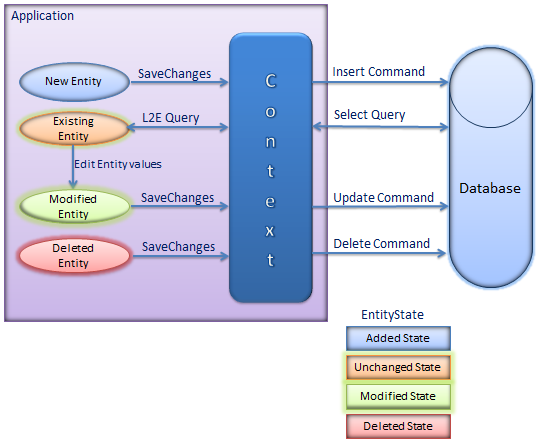 Application
New Entity
SaveChanges
Insert Command
Existing
Entity
L2E Query
Select Query
Edit Entity values
Modified
Entity
SaveChanges
Update Command
Deleted
Entity
SaveChanges
Delete Command
C
o
n
t
e
x
t
Database
EntityState
Added State
Unchanged State
Modified State
Deleted State